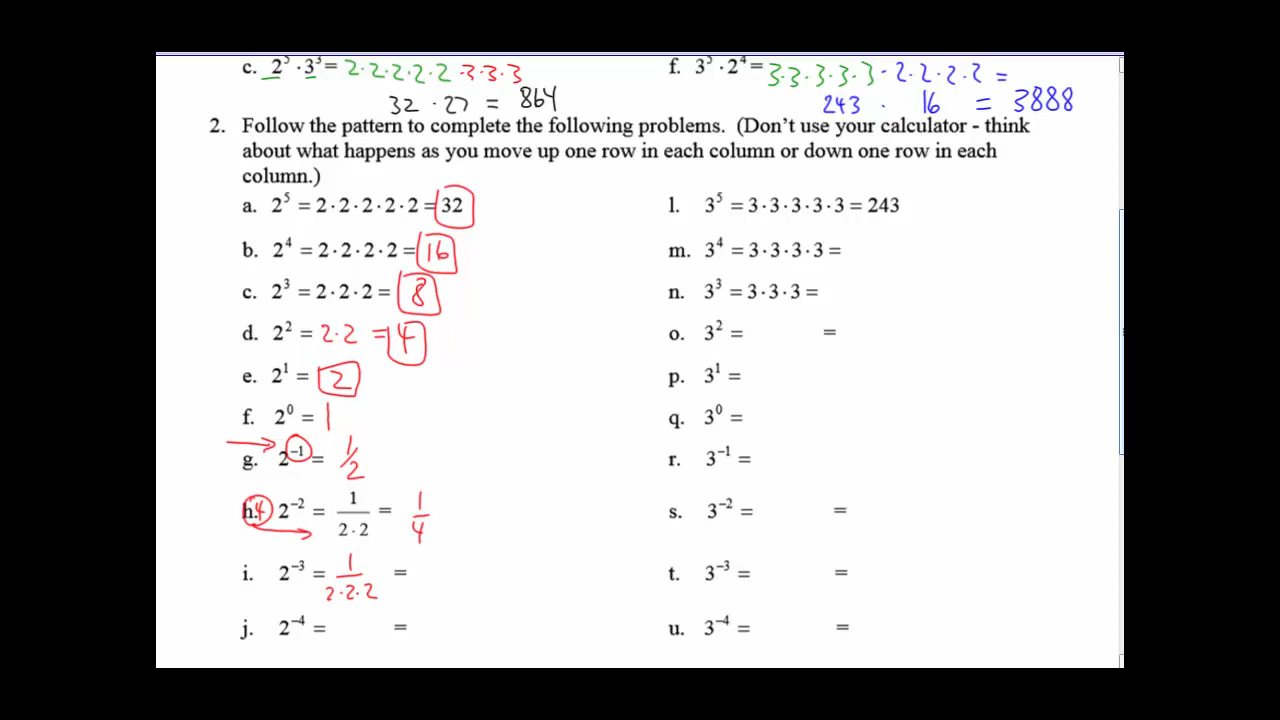 c. 2⁵ · 3³ = 2·2·2·2·2·3·3·3
32 · 27 = 864
f. 3⁵ · 2⁴ = 3·3·3·3·3·2·2·2·2 =
243 · 16 = 3888
2. Follow the pattern to complete the following problems. (Don't use your calculator - think
about what happens as you move up one row in each column or down one row in each
column.)
a. 2⁵ = 2·2·2·2·2 = 32
b. 2⁴ = 2·2·2·2 = 16
c. 2³ = 2·2·2 = 8
d. 2² = 2·2 = 4
e. 2¹ = 2
f. 2⁰ = 1
g. 2⁻¹ = 1/2
h. 4 2⁻² = 1/(2·2) = 1/4
i. 2⁻³ = 1/(2·2·2) =
j. 2⁻⁴ = =
l. 3⁵ = 3·3·3·3·3 = 243
m. 3⁴ = 3·3·3·3 =
n. 3³ = 3·3·3 =
o. 3² = =
p. 3¹ =
q. 3⁰ =
r. 3⁻¹ =
s. 3⁻² = =
t. 3⁻³ = =
u. 3⁻⁴ = =